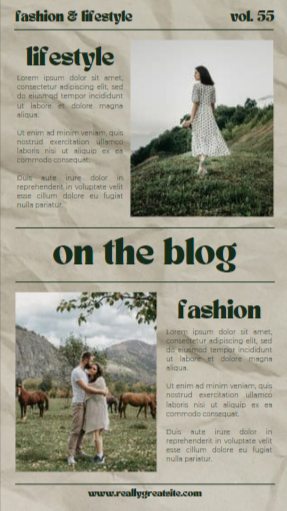 fashion & lifestyle vol. 55
lifestyle
Lorem ipsum dolor sit amet,
consectetur adipiscing elit, sed
do eiusmod tempor incididunt
ut labore et dolore magna
aliqua.
Ut enim ad minim veniam, quis
nostrud exercitation ullamco
laboris nisi ut aliquip ex ea
commodo consequat.
Duis aute irure dolor in
reprehenderit in voluptate velit
esse cillum dolore eu fugiat
nulla pariatur.
on the blog
fashion
Lorem ipsum dolor sit amet,
consectetur adipiscing elit, sed
do eiusmod tempor incididunt
ut labore et dolore magna
aliqua.
Ut enim ad minim veniam, quis
nostrud exercitation ullamco
laboris nisi ut aliquip ex ea
commodo consequat.
Duis aute irure dolor in
reprehenderit in voluptate velit
esse cillum dolore eu fugiat
nulla pariatur.
www.reallygreatsite.com